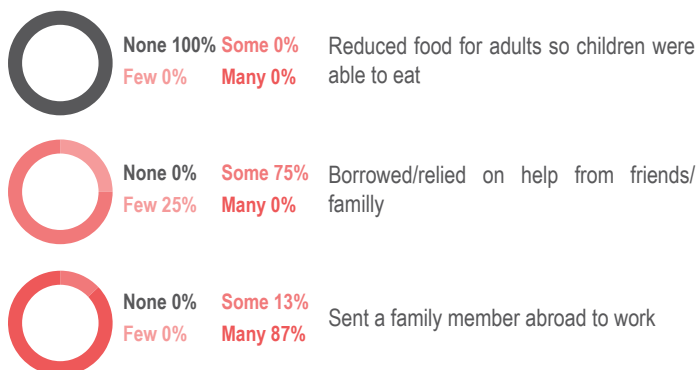 None 100% Some 0% Reduced food for adults so children were
Few 0% Many 0% able to eat
None 0% Some 75% Borrowed/relied on help from friends/
Few 25% Many 0% familly
None 0% Some 13%
Few 0% Many 87%
Sent a family member abroad to work